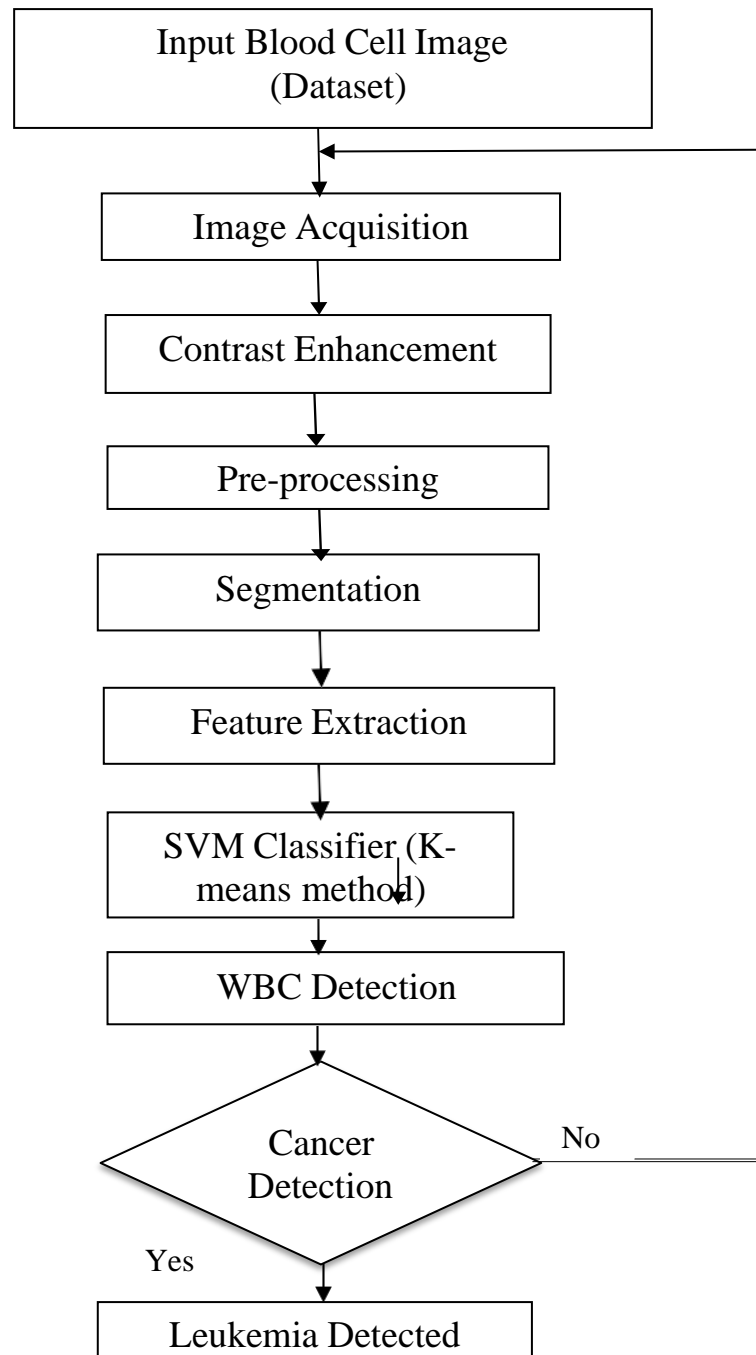 Input Blood Cell Image
(Dataset)
Image Acquisition
Contrast Enhancement
Pre-processing
Segmentation
Feature Extraction
SVM Classifier (K-
means method)
WBC Detection
Cancer
Detection
No
Yes
Leukemia Detected